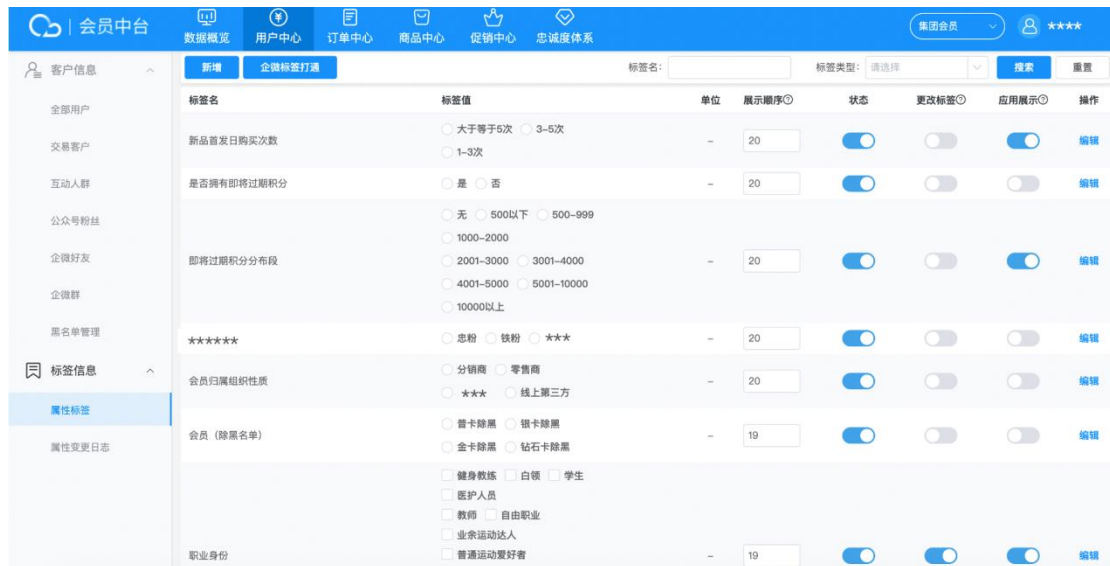 会员中台
数据概览 用户中心 订单中心 商品中心 促销中心 忠诚度体系
集团会员
****
客户信息
全部用户
交易客户
互动人群
公众号粉丝
企微好友
企微群
黑名单管理
标签信息
属性标签
属性变更日志
新增 企微标签打通 标签名: 标签类型: 请选择 搜索 重置
标签名 标签值 单位 展示顺序? 状态 更改标签? 应用展示? 操作
大于等于5次 3-5次
新品首发日购买次数 - 20 编辑
1-3次
是否拥有即将过期积分 是 否 - 20 编辑
无 500以下 500-999
1000-2000
即将过期积分分布段 2001-3000 3001-4000 - 20 编辑
4001-5000 5001-10000
10000以上
****** 忠粉 铁粉 *** - 20 编辑
分销商 零售商
会员归属组织性质 - 20 编辑
*** 线上第三方
普卡除黑 银卡除黑
会员（除黑名单） - 19 编辑
金卡除黑 钻石卡除黑
健身教练 白领 学生
医护人员
教师 自由职业
业余运动达人
职业身份 普通运动爱好者 - 19 编辑